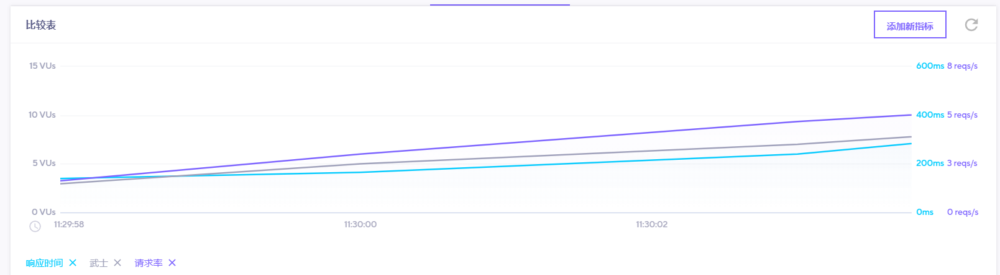 比较表
添加新指标
15 VUs
600ms 8 reqs/s
10 VUs
400ms 5 reqs/s
5 VUs
200ms 3 reqs/s
0 VUs
0ms 0 reqs/s
11:29:58 11:30:00 11:30:02
响应时间 武士 请求率